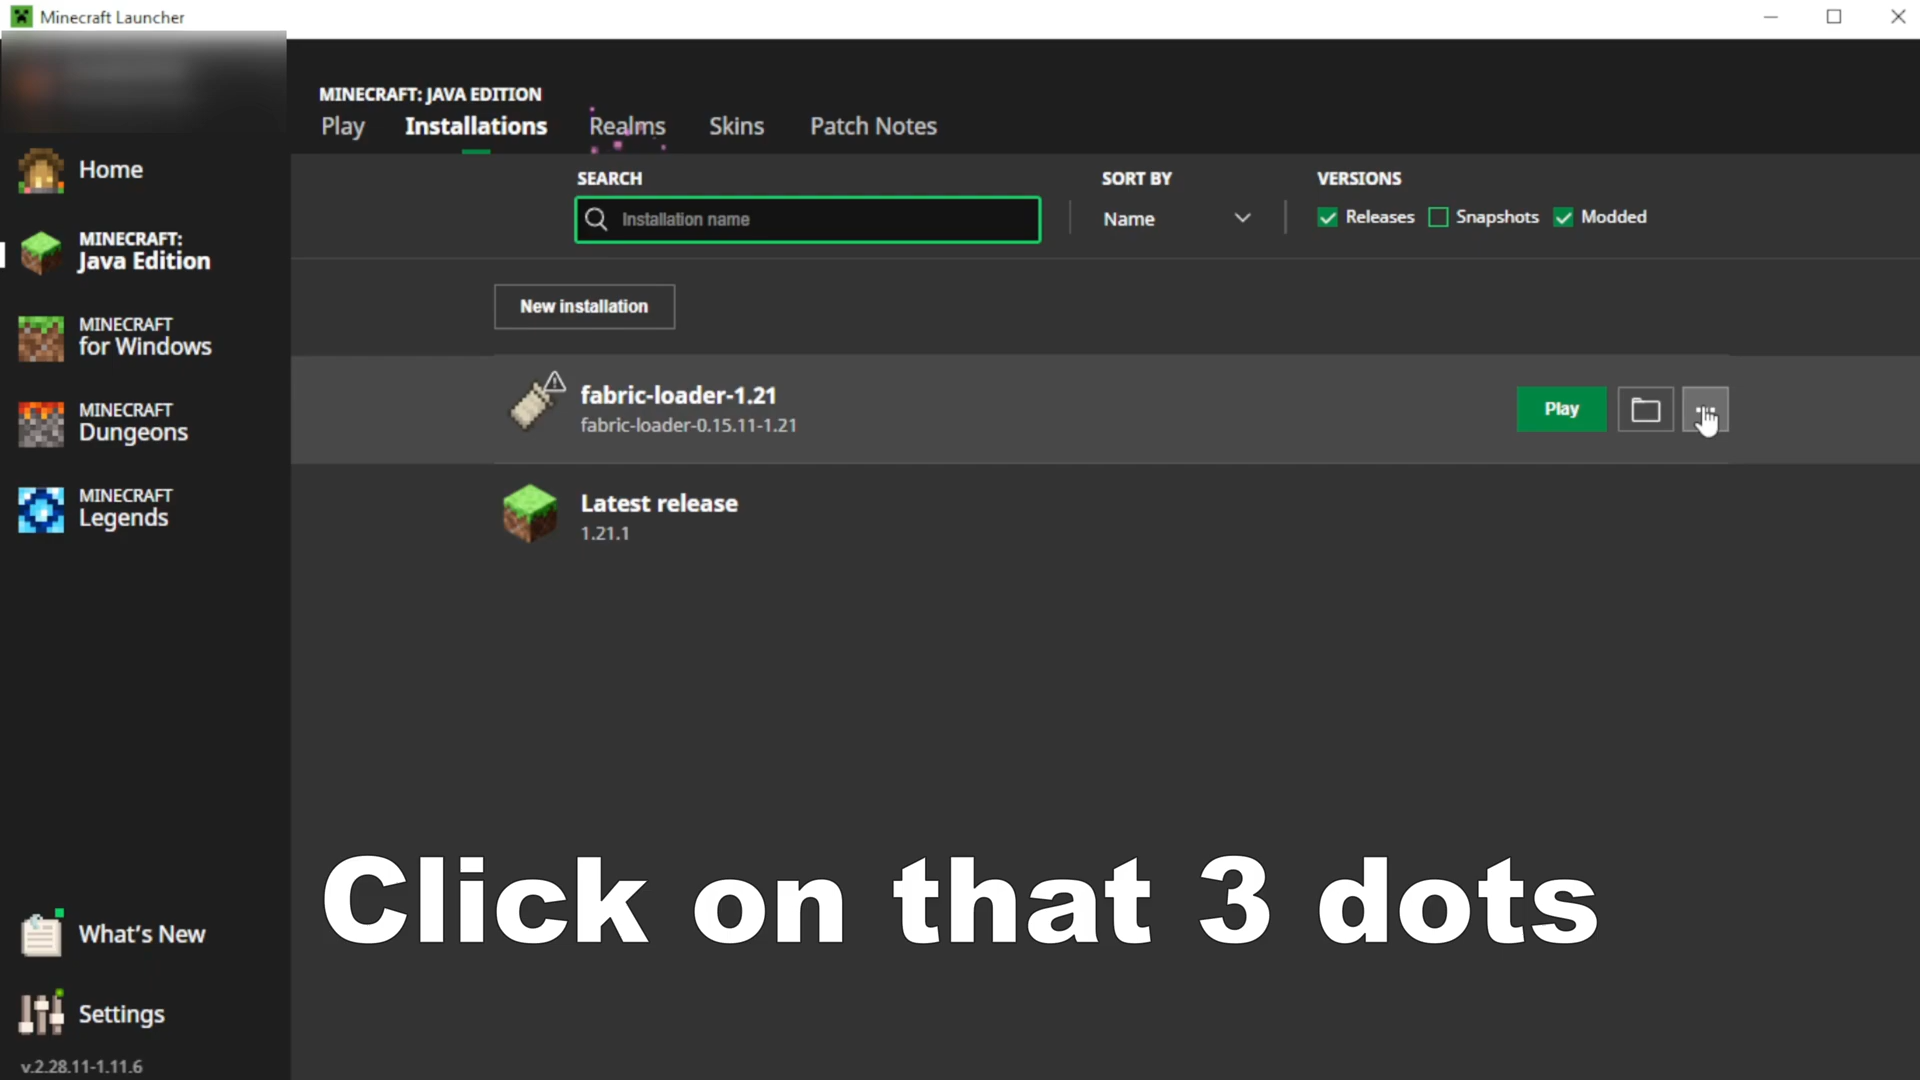 Minecraft Launcher
MINECRAFT: JAVA EDITION
Play Installations Realms Skins Patch Notes
Home
MINECRAFT:
Java Edition
MINECRAFT
for Windows
MINECRAFT
Dungeons
MINECRAFT
Legends
What's New
Settings
v.2.28.11-1.11.6
SEARCH
Installation name
SORT BY
Name
VERSIONS
Releases Snapshots Modded
New installation
fabric-loader-1.21
fabric-loader-0.15.11-1.21
Play
Latest release
1.21.1
Click on that 3 dots